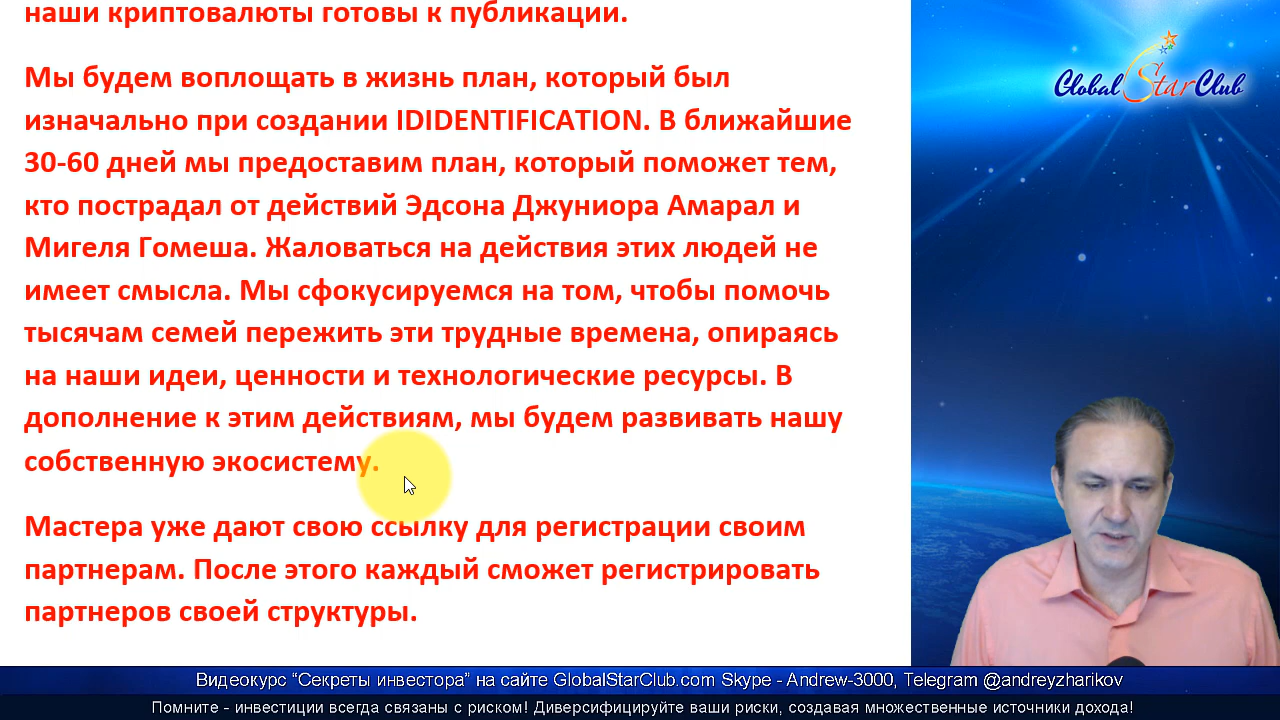 наши криптовалюты готовы к публикации.
Мы будем воплощать в жизнь план, который был
изначально при создании IDIDENTIFICATION. В ближайшие
30-60 дней мы предоставим план, который поможет тем,
кто пострадал от действий Эдсона Джуниора Амарал и
Мигеля Гомеша. Жаловаться на действия этих людей не
имеет смысла. Мы сфокусируемся на том, чтобы помочь
тысячам семей пережить эти трудные времена, опираясь
на наши идеи, ценности и технологические ресурсы. В
дополнение к этим действиям, мы будем развивать нашу
собственную экосистему.
Мастера уже дают свою ссылку для регистрации своим
партнерам. После этого каждый сможет регистрировать
партнеров своей структуры.
Global Star Club
Видеокурс “Секреты инвестора” на сайте GlobalStarClub.com Skype - Andrew-3000, Telegram @andreyzharikov
Помните - инвестиции всегда связаны с риском! Диверсифицируйте ваши риски, создавая множественные источники дохода!